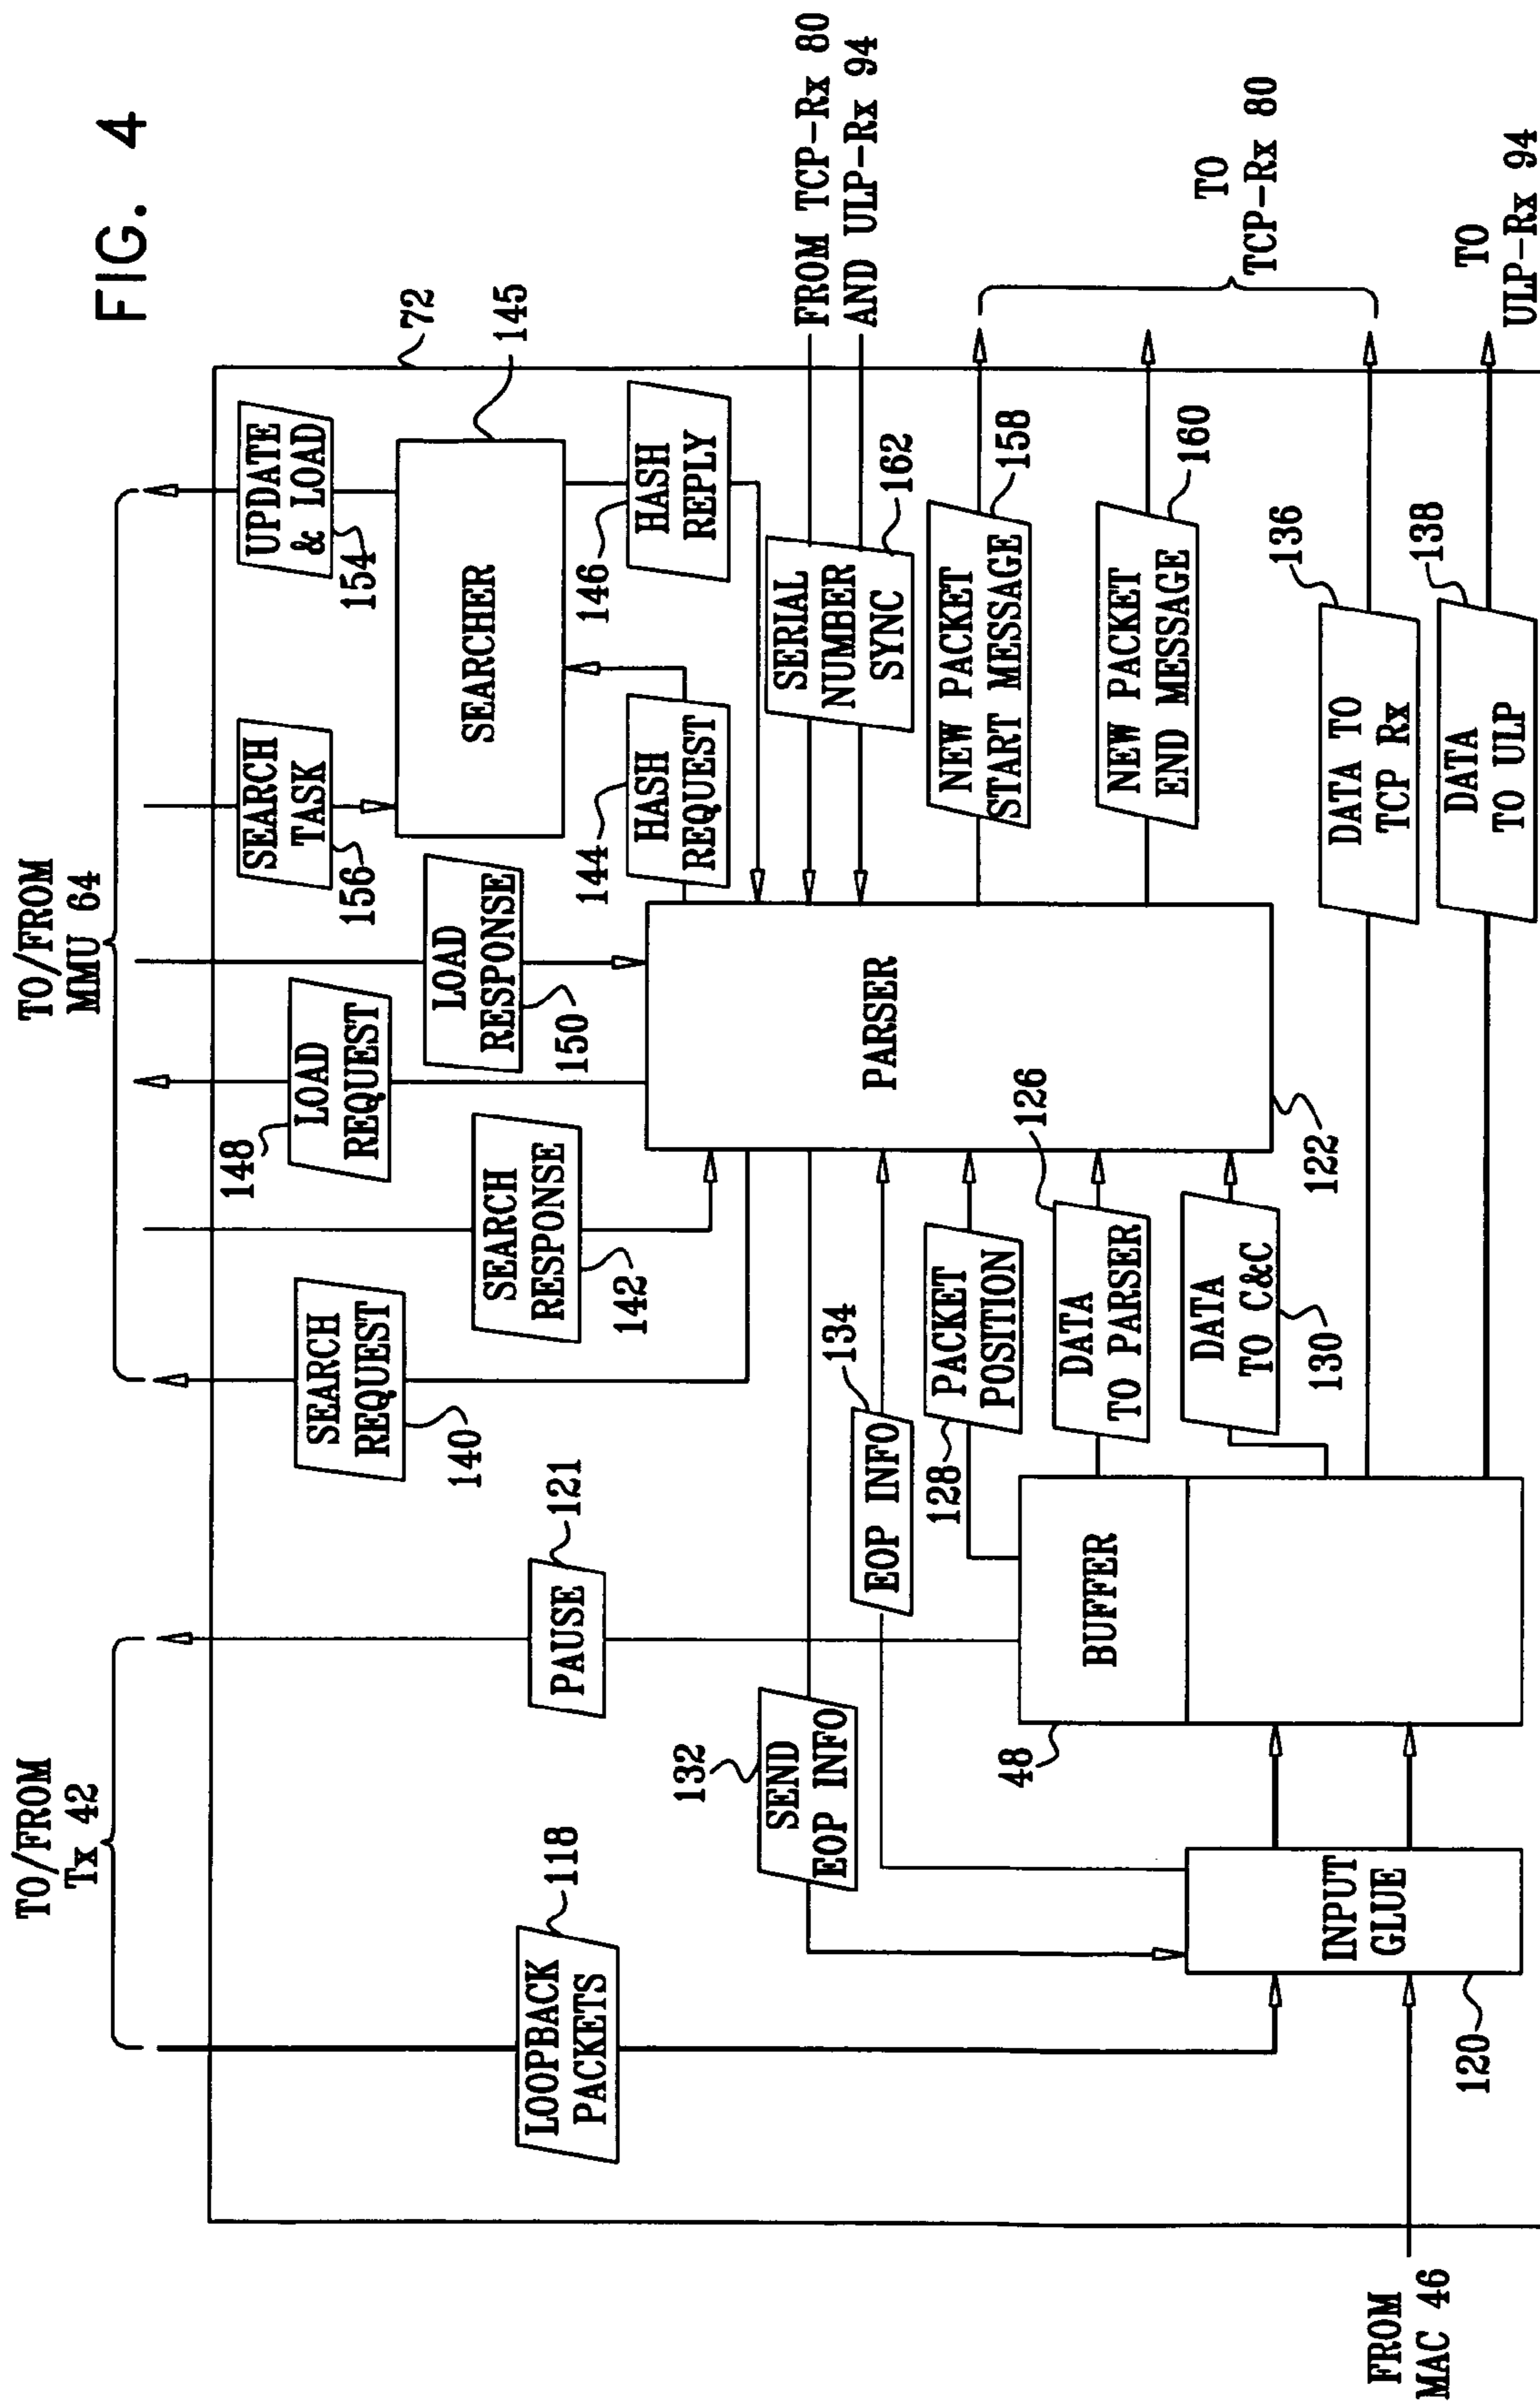 FIG. 4
TO/FROM
Tx 42
TO/FROM
MMU 64
72
LOOPBACK
PACKETS
118
PAUSE
121
SEARCH
REQUEST
140
SEARCH
RESPONSE
142
LOAD
REQUEST
148
LOAD
RESPONSE
150
SEARCH
TASK
156
UPDATE
& LOAD
154
SEARCHER
145
HASH
REQUEST
144
HASH
REPLY
146
SERIAL
NUMBER
SYNC
162
FROM TCP-Rx 80
AND ULP-Rx 94
SEND
EOP INFO
132
EOP INFO
134
PARSER
122
PACKET
POSITION
128
DATA
TO PARSER
126
DATA
TO C&C
130
NEW PACKET
START MESSAGE
158
NEW PACKET
END MESSAGE
160
TO
TCP-Rx 80
BUFFER
48
INPUT
GLUE
120
FROM
MAC 46
DATA TO
TCP Rx
136
DATA
TO ULP
138
TO
ULP-Rx 94